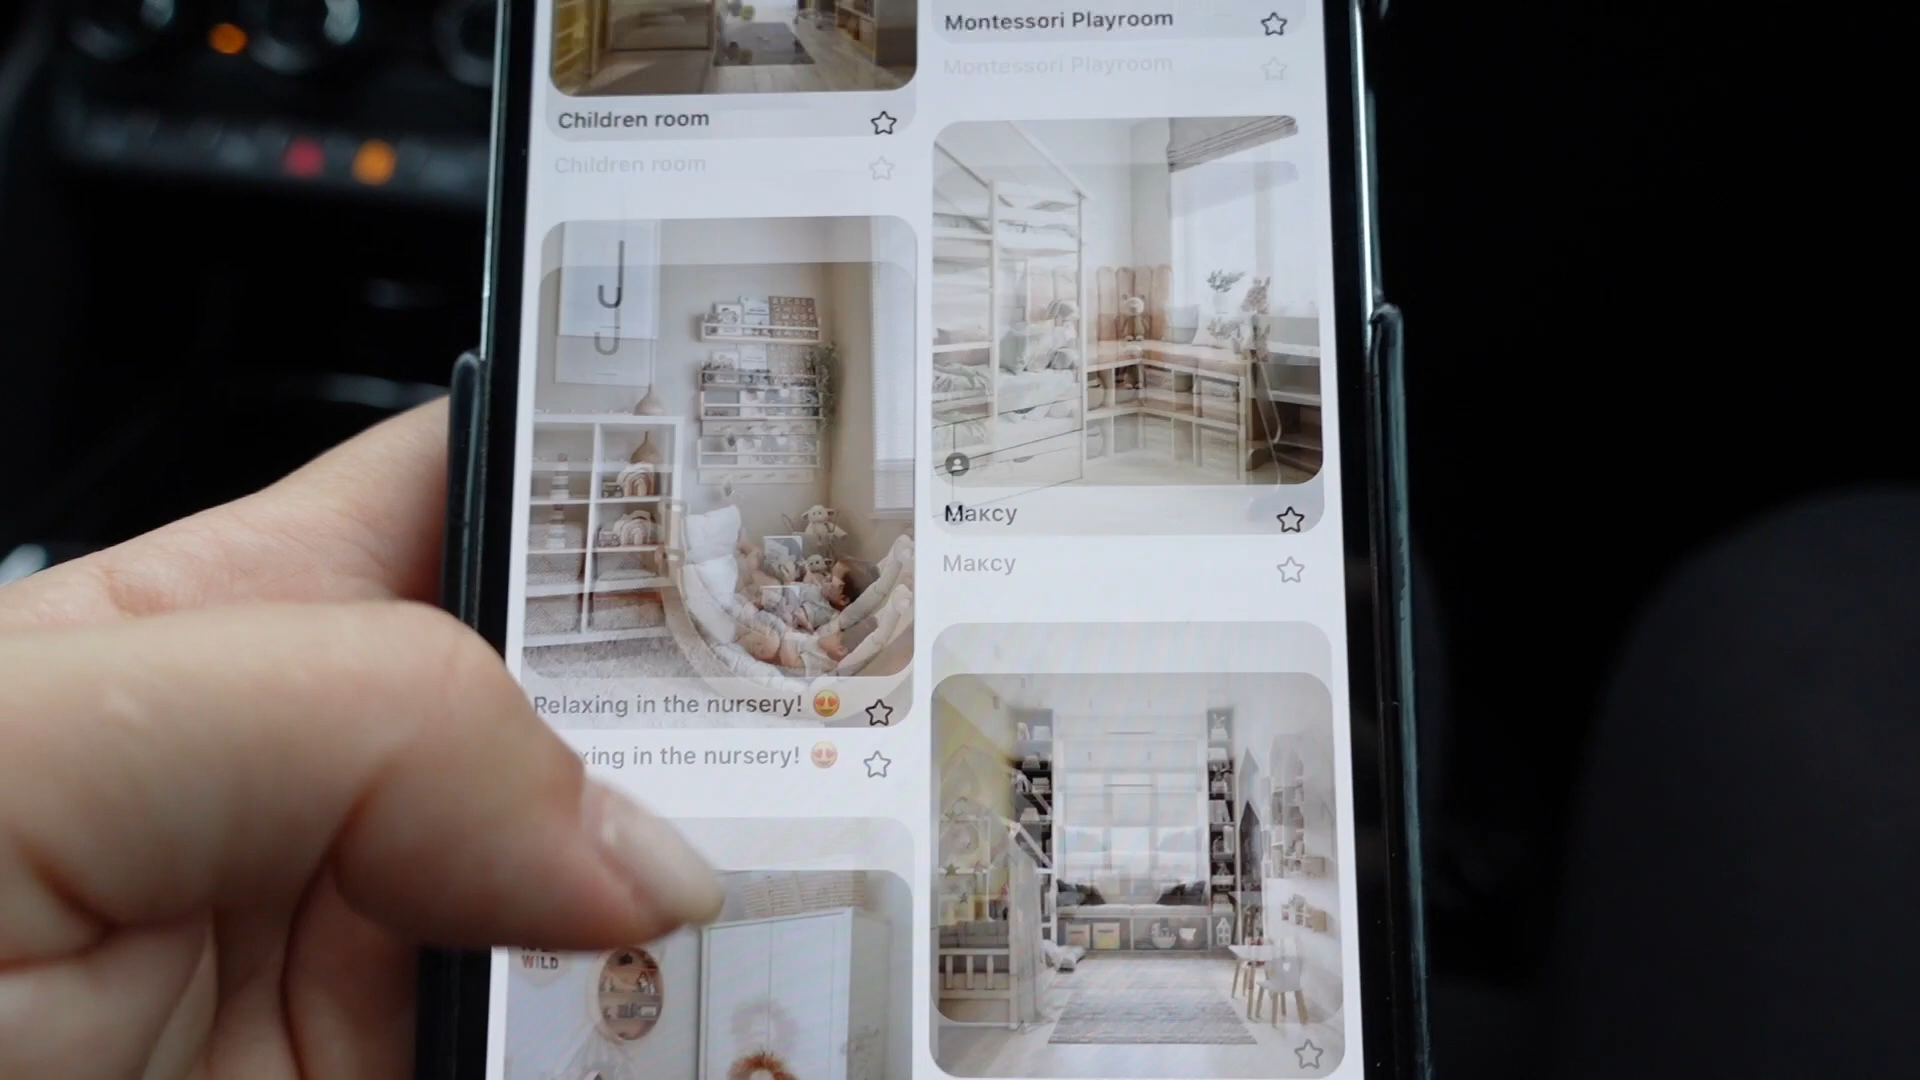 Montessori Playroom
Montessori Playroom
Children room
Children room
Максу
Максу
Relaxing in the nursery! 😍
xing in the nursery! 😍
WILD